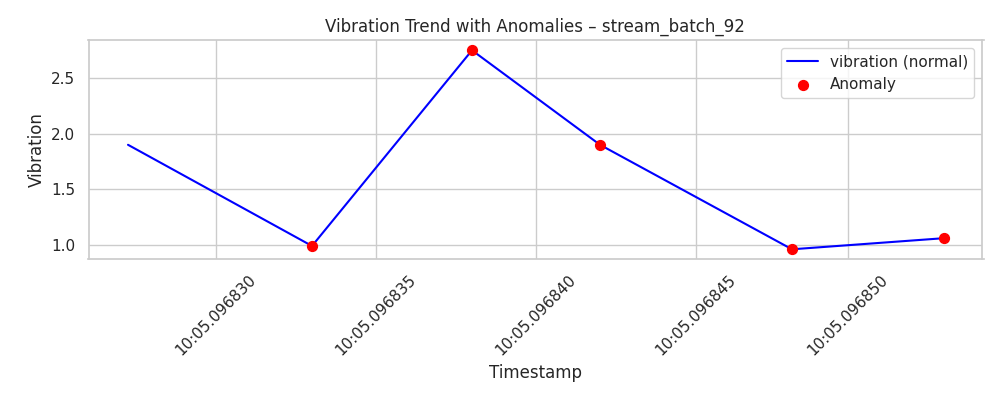 Vibration Trend with Anomalies – stream_batch_92
vibration (normal)
Anomaly
Vibration
2.5
2.0
1.5
1.0
10:05.096830
10:05.096835
10:05.096840
10:05.096845
10:05.096850
Timestamp